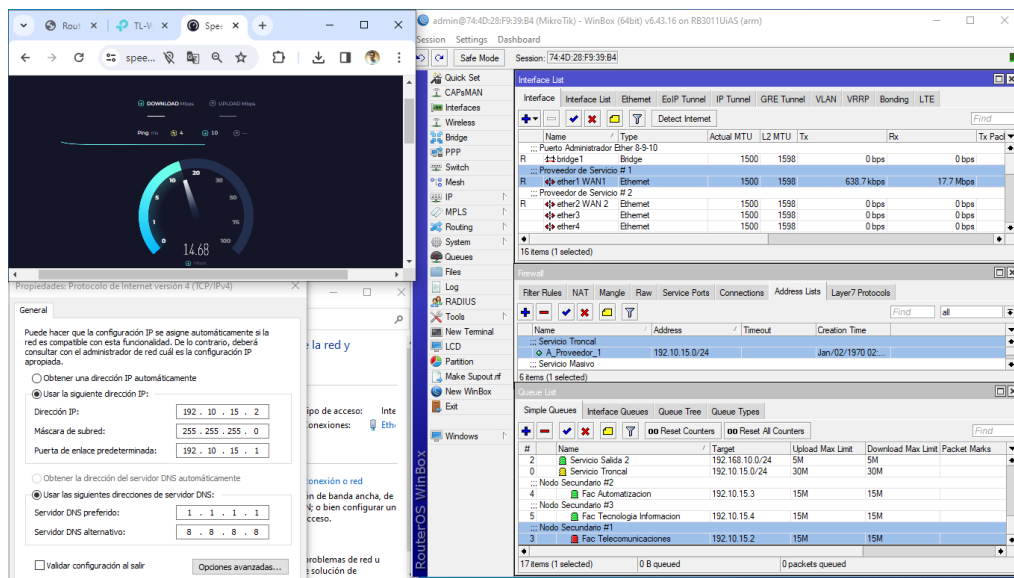 Rout
TL-V
Spee
spee...
DOWNLOAD Mbps
UPLOAD Mbps
Ping ms
4
10
—
0
1
5
10
20
30
50
75
100
14.68
Mbps
Propiedades: Protocolo de Internet versión 4 (TCP/IPv4)
General
Puede hacer que la configuración IP se asigne automáticamente si la
red es compatible con esta funcionalidad. De lo contrario, deberá
consultar con el administrador de red cuál es la configuración IP
apropiada.
Obtener una dirección IP automáticamente
Usar la siguiente dirección IP:
Dirección IP: 192 . 10 . 15 . 2
Máscara de subred: 255 . 255 . 255 . 0
Puerta de enlace predeterminada: 192 . 10 . 15 . 1
Obtener la dirección del servidor DNS automáticamente
Usar las siguientes direcciones de servidor DNS:
Servidor DNS preferido: 1 . 1 . 1 . 1
Servidor DNS alternativo: 8 . 8 . 8 . 8
Validar configuración al salir
Opciones avanzadas...
e la red y
ipo de acceso: Inte
onexiones: Eth
onexión o red
n de banda ancha, de
N; o bien configurar un
cceso.
problemas de red u
solución de
admin@74:4D:28:F9:39:B4 (MikroTik) - WinBox (64bit) v6.43.16 on RB3011UiAS (arm)
Session Settings Dashboard
Safe Mode
Session: 74:4D:28:F9:39:B4
Quick Set
CAPsMAN
Interfaces
Wireless
Bridge
PPP
Switch
Mesh
IP
MPLS
Routing
System
Queues
Files
Log
RADIUS
Tools
New Terminal
LCD
Partition
Make Supout.rif
New WinBox
Exit
Windows
RouterOS WinBox
Interface List
Interface Interface List Ethernet EoIP Tunnel IP Tunnel GRE Tunnel VLAN VRRP Bonding LTE
Detect Internet
Find
Name Type Actual MTU L2 MTU Tx Rx Tx Pac
;;; Puerto Administrador Ether 8-9-10
R bridge1 Bridge 1500 1598 0 bps 0 bps
;;; Proveedor de Servicio # 1
R ether1 WAN1 Ethernet 1500 1598 638.7 kbps 17.7 Mbps
;;; Proveedor de Servicio # 2
R ether2 WAN 2 Ethernet 1500 1598 0 bps 0 bps
ether3 Ethernet 1500 1598 0 bps 0 bps
ether4 Ethernet 1500 1598 0 bps 0 bps
16 items (1 selected)
Firewall
Filter Rules NAT Mangle Raw Service Ports Connections Address Lists Layer7 Protocols
Find all
Name Address Timeout Creation Time
;;; Servicio Troncal
A_Proveedor_1 192.10.15.0/24 Jan/02/1970 02:...
;;; Servicio Masivo
6 items (1 selected)
Queue List
Simple Queues Interface Queues Queue Tree Queue Types
00 Reset Counters 00 Reset All Counters
Find
# Name Target Upload Max Limit Download Max Limit Packet Marks
2 Servicio Salida 2 192.168.10.0/24 5M 5M
0 Servicio Troncal 192.10.15.0/24 30M 30M
;;; Nodo Secundario #2
4 Fac Automatizacion 192.10.15.3 15M 15M
;;; Nodo Secundario #3
5 Fac Tecnologia Informacion 192.10.15.4 15M 15M
;;; Nodo Secundario #1
3 Fac Telecomunicaciones 192.10.15.2 15M 15M
17 items (1 selected) 0 B queued 0 packets queued